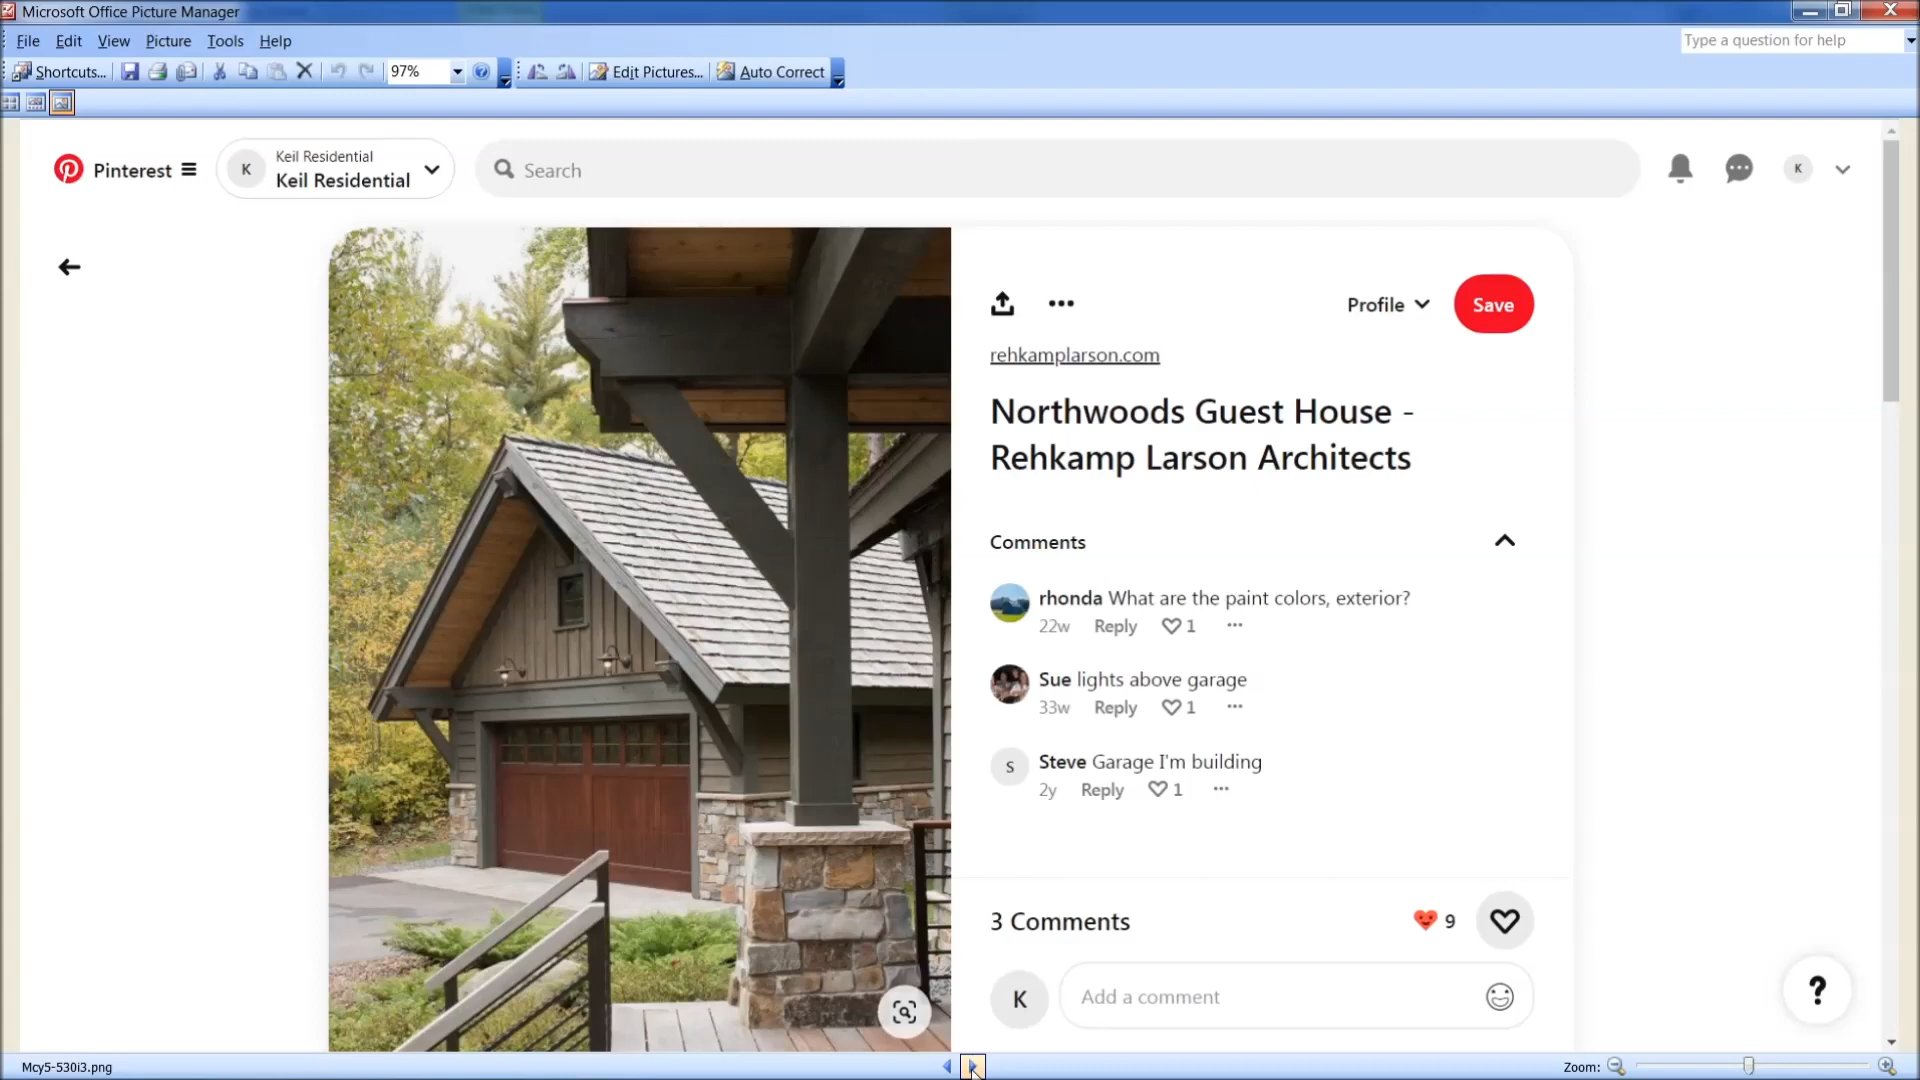 Microsoft Office Picture Manager
File Edit View Picture Tools Help
Type a question for help
Shortcuts... 97% Edit Pictures... Auto Correct
Pinterest
K
Keil Residential
Keil Residential
Search
K
Profile
Save
rehkamplarson.com
Northwoods Guest House -
Rehkamp Larson Architects
Comments
rhonda What are the paint colors, exterior?
22w Reply 1 ...
Sue lights above garage
33w Reply 1 ...
S
Steve Garage I'm building
2y Reply 1 ...
3 Comments
9
K
Add a comment
?
Mcy5-530i3.png
Zoom: